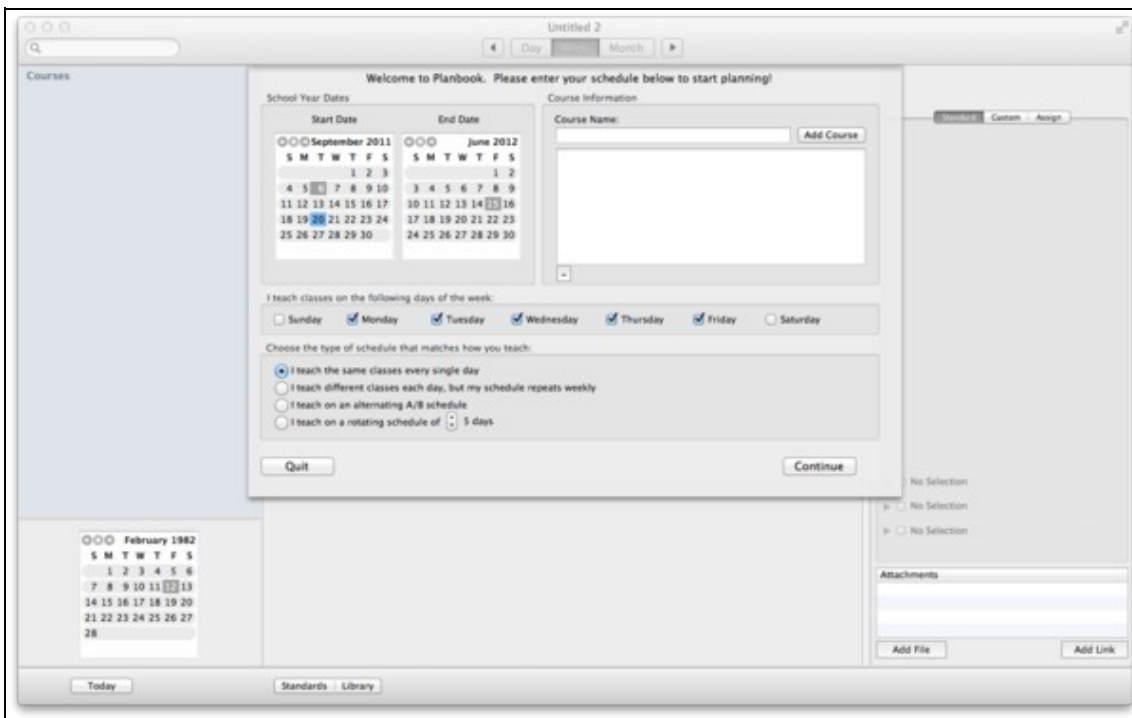 Untitled 2
Day Week Month
Courses
Welcome to Planbook. Please enter your schedule below to start planning!
School Year Dates
Course Information
Start Date End Date
Course Name:
Add Course
Standard Custom Assign
September 2011 June 2012
S M T W T F S S M T W T F S
1 2 3 1 2
4 5 6 7 8 9 10 3 4 5 6 7 8 9
11 12 13 14 15 16 17 10 11 12 13 14 15 16
18 19 20 21 22 23 24 17 18 19 20 21 22 23
25 26 27 28 29 30 24 25 26 27 28 29 30
-
I teach classes on the following days of the week:
Sunday Monday Tuesday Wednesday Thursday Friday Saturday
Choose the type of schedule that matches how you teach:
I teach the same classes every single day
I teach different classes each day, but my schedule repeats weekly
I teach on an alternating A/B schedule
I teach on a rotating schedule of 5 days
Quit Continue
No Selection
No Selection
No Selection
February 1982
S M T W T F S
1 2 3 4 5 6
7 8 9 10 11 12 13
14 15 16 17 18 19 20
21 22 23 24 25 26 27
28
Attachments
Add File Add Link
Today Standards Library